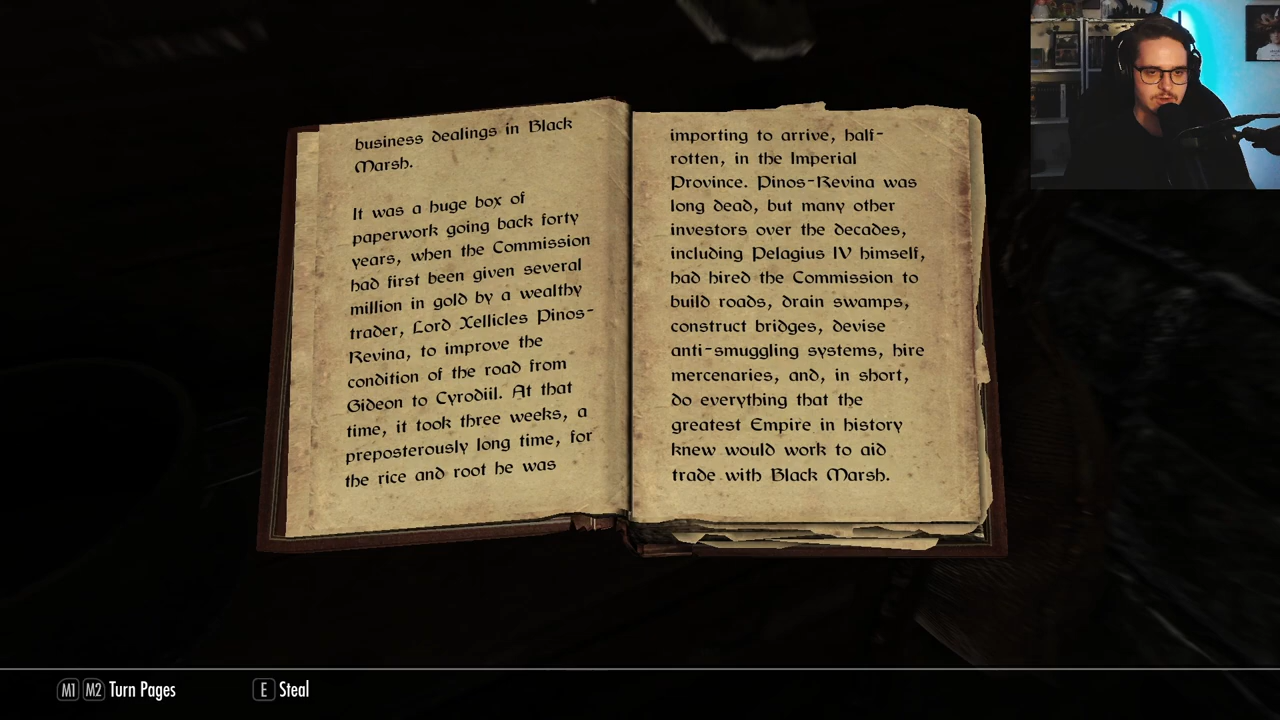 business dealings in Black
Marsh.
It was a huge box of
paperwork going back forty
years, when the Commission
had first been given several
million in gold by a wealthy
trader, Lord Xellicles Pinos-
Revina, to improve the
condition of the road from
Gideon to Cyrodiil. At that
time, it took three weeks, a
preposterously long time, for
the rice and root he was
importing to arrive, half-
rotten, in the Imperial
Province. Pinos-Revina was
long dead, but many other
investors over the decades,
including Pelagius IV himself,
had hired the Commission to
build roads, drain swamps,
construct bridges, devise
anti-smuggling systems, hire
mercenaries, and, in short,
do everything that the
greatest Empire in history
knew would work to aid
trade with Black Marsh.
M1 M2 Turn Pages
E Steal